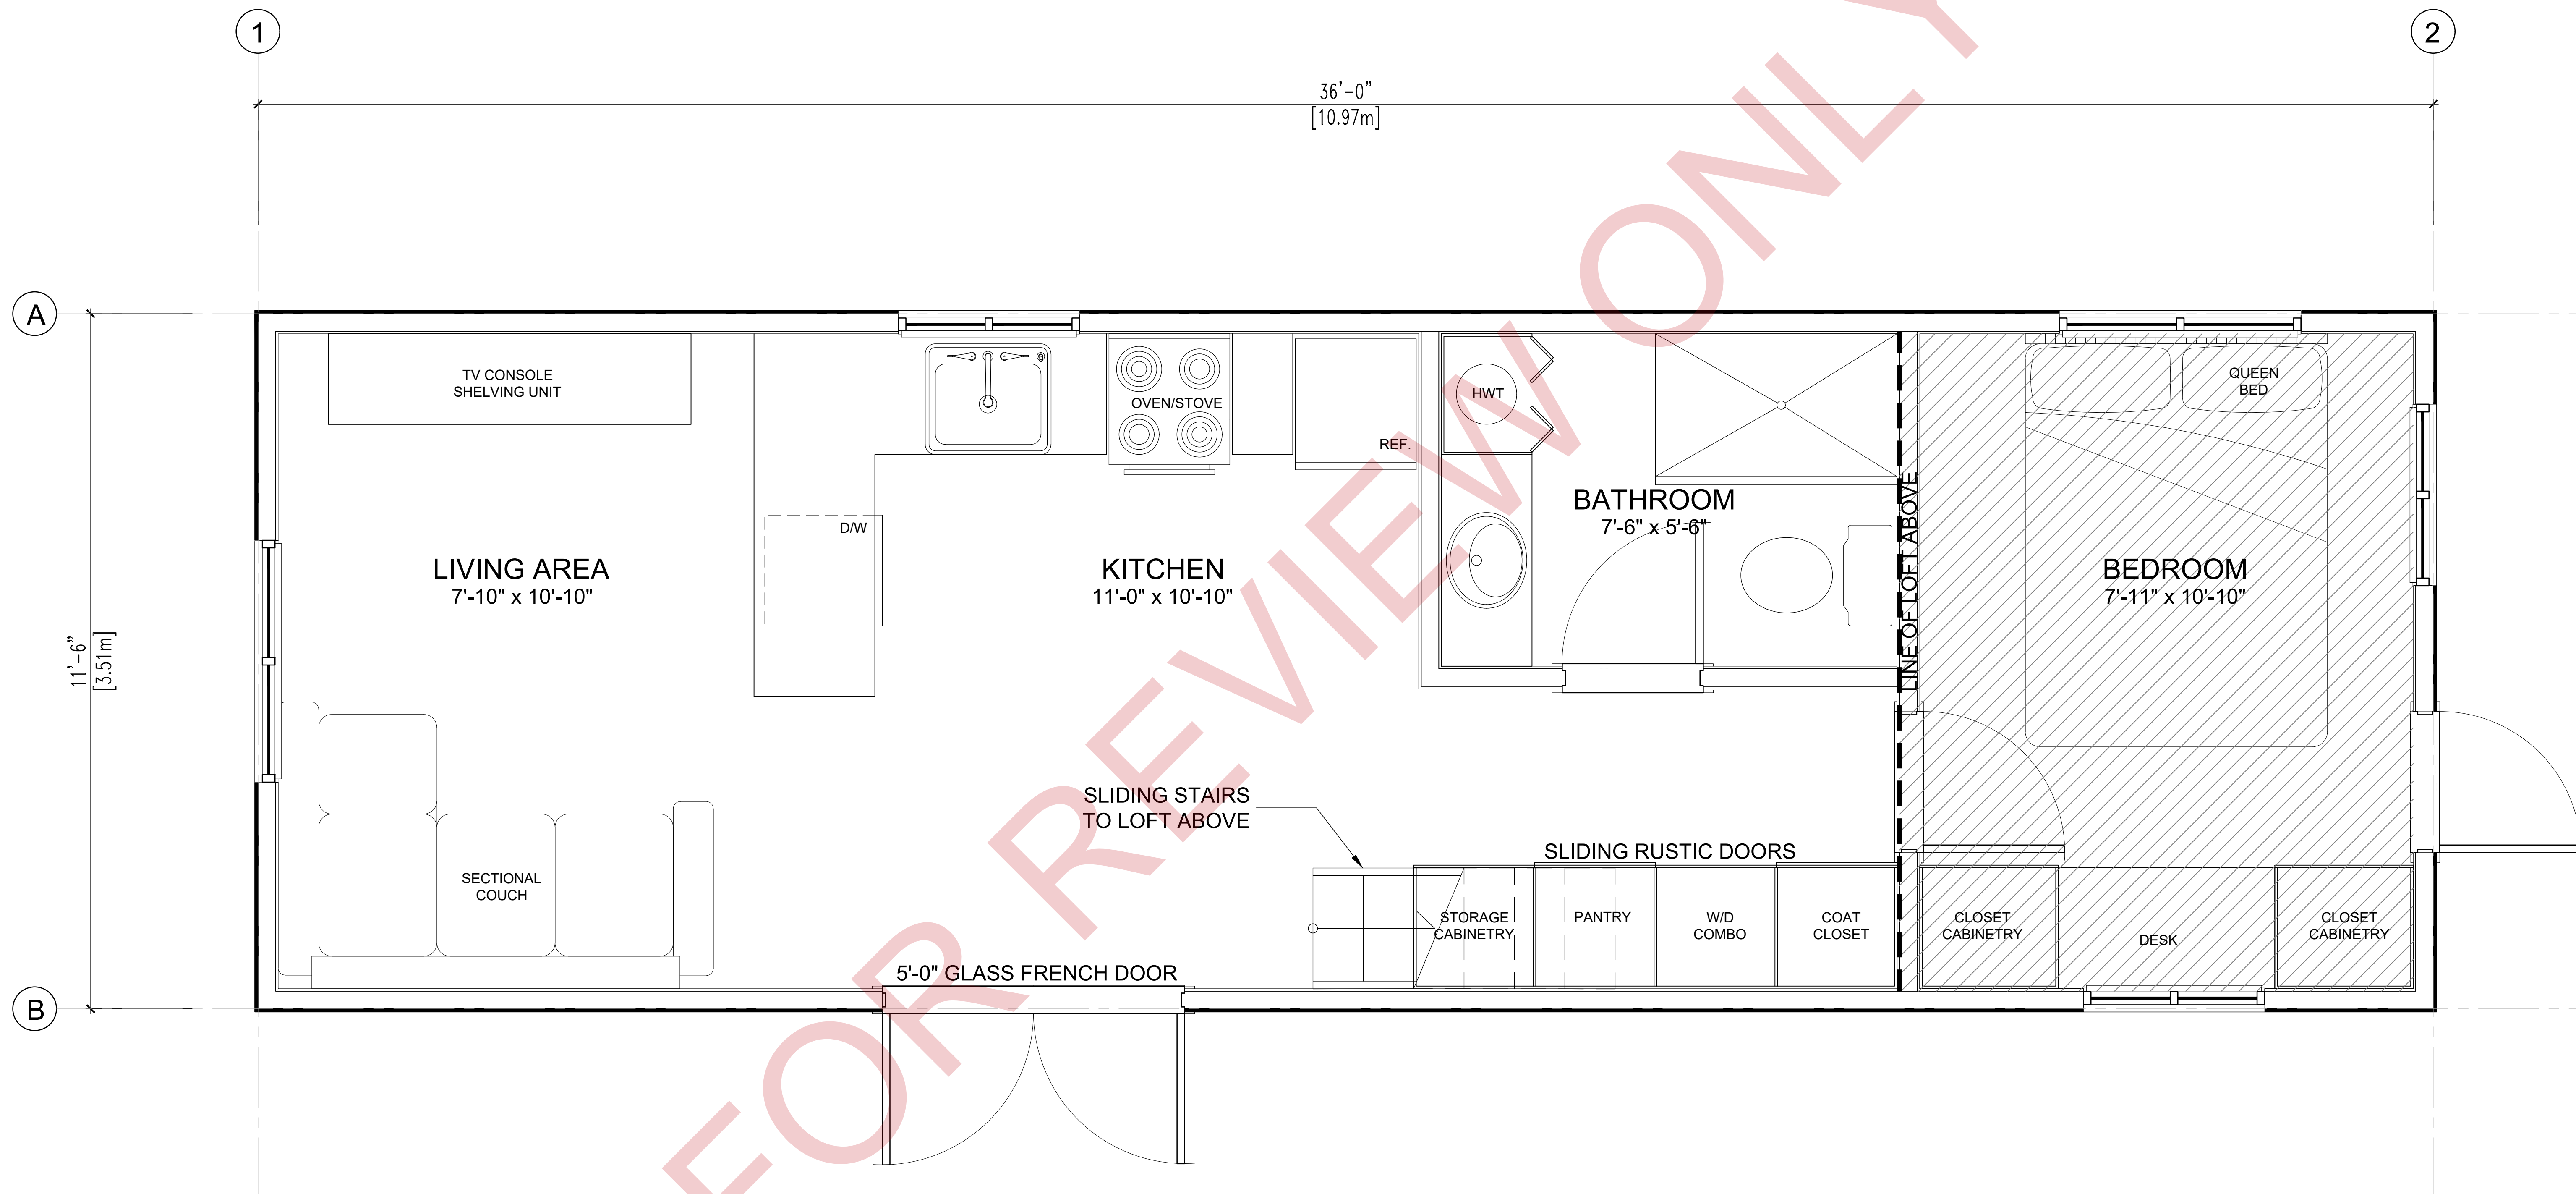 1
2
36'-0"
[10.97m]
A
TV CONSOLE
SHELVING UNIT
OVEN/STOVE
REF.
HWT
QUEEN
BED
D/W
LIVING AREA
7'-10" x 10'-10"
KITCHEN
11'-0" x 10'-10"
BATHROOM
7'-6" x 5'-6"
LINE OF LOFT ABOVE
BEDROOM
7'-11" x 10'-10"
11'-6"
[3.51m]
SLIDING STAIRS
TO LOFT ABOVE
SLIDING RUSTIC DOORS
SECTIONAL
COUCH
STORAGE
CABINETRY
PANTRY
W/D
COMBO
COAT
CLOSET
CLOSET
CABINETRY
DESK
CLOSET
CABINETRY
5'-0" GLASS FRENCH DOOR
B
FOR REVIEW ONLY